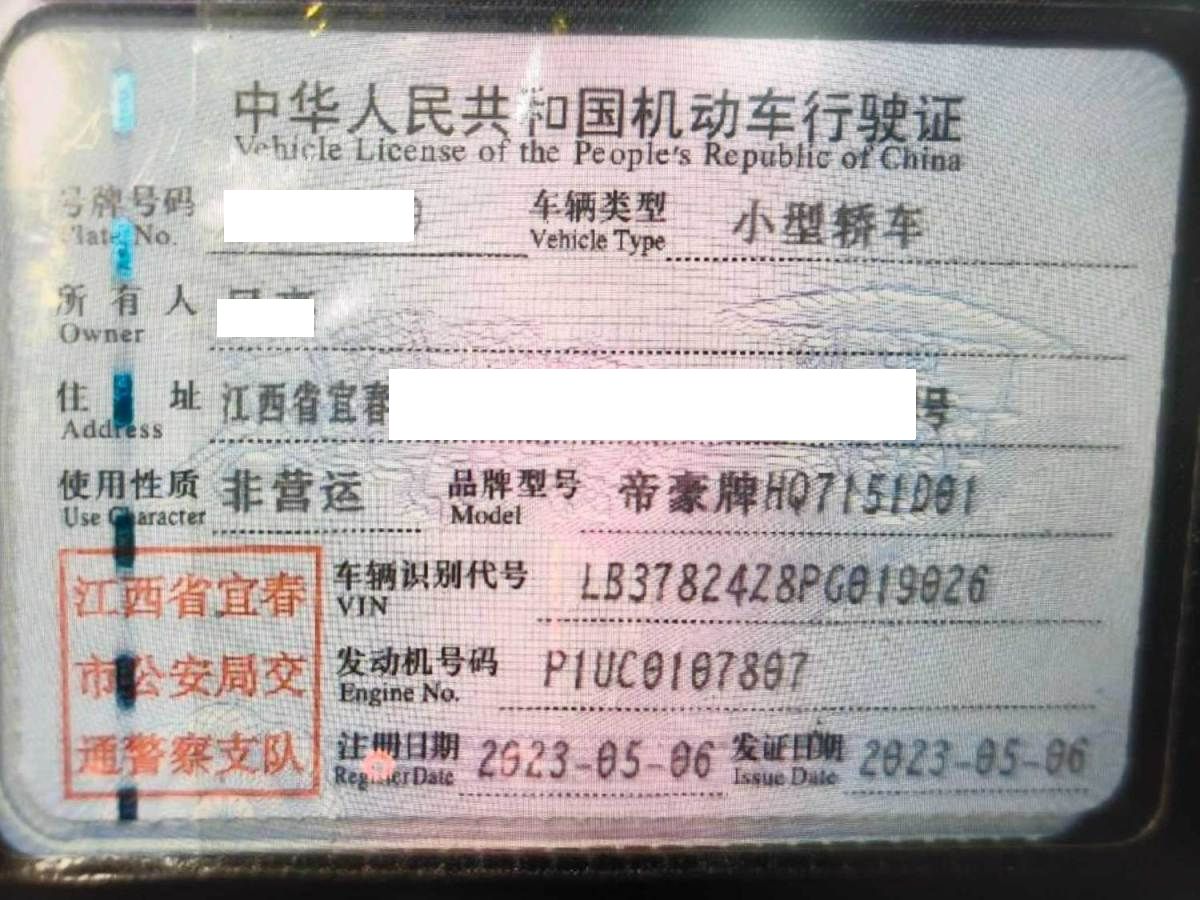 中华人民共和国机动车行驶证
Vehicle License of the People's Republic of China
号牌号码 车辆类型 小型轿车
Plate No. Vehicle Type
所有人
Owner
住址 江西省宜春 号
Address
使用性质 非营运 品牌型号 帝豪牌HQ7151D01
Use Character Model
江西省宜春
市公安局交
通警察支队
车辆识别代号 LB37824Z8PG019026
VIN
发动机号码 P1UC0107807
Engine No.
注册日期 2023-05-06 发证日期 2023-05-06
Register Date Issue Date